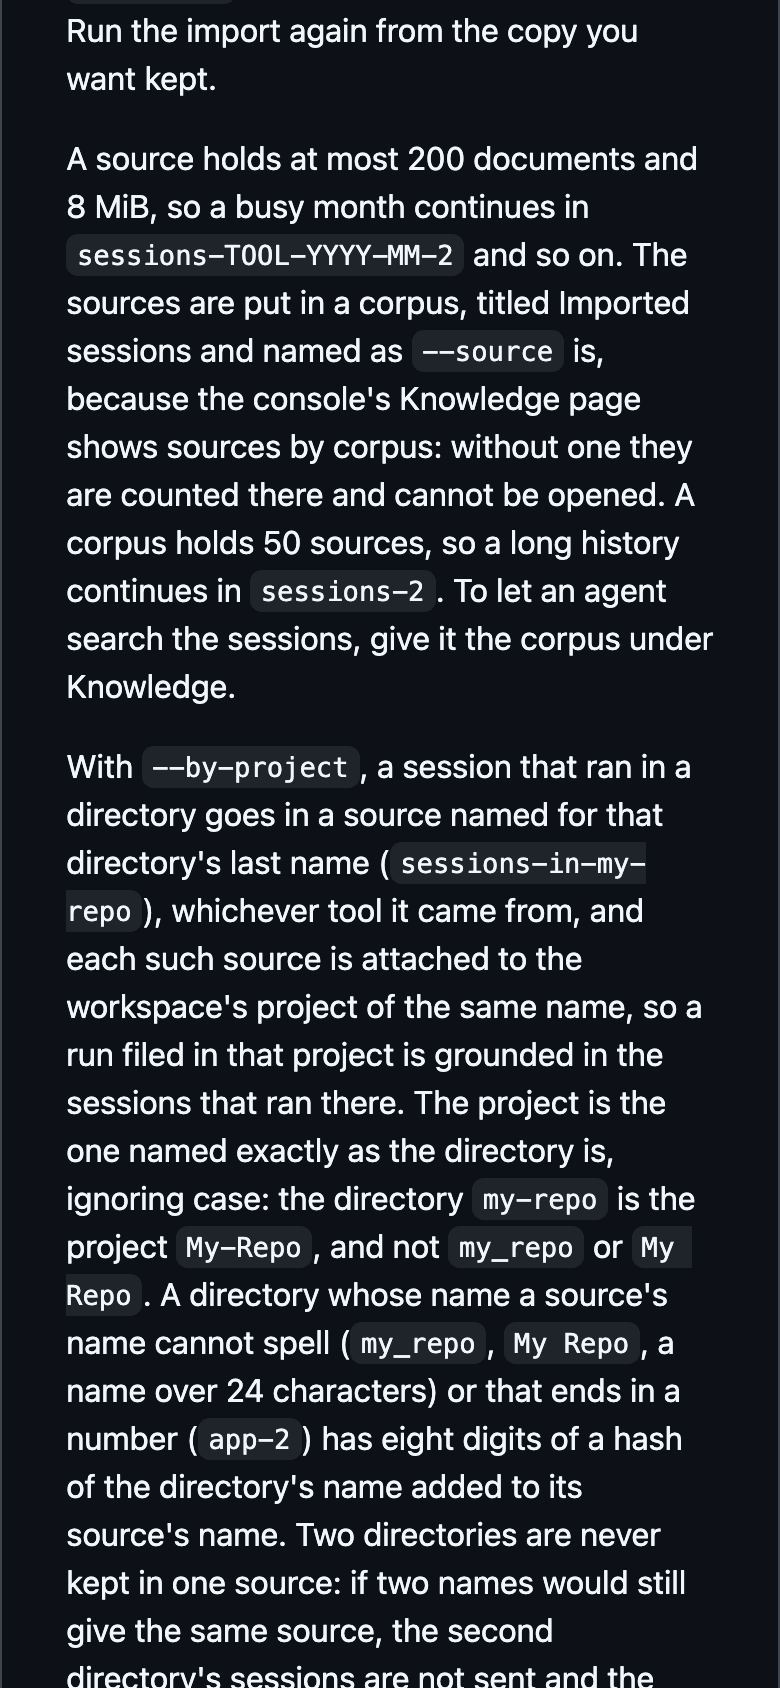 Run the import again from the copy you
want kept.
A source holds at most 200 documents and
8 MiB, so a busy month continues in
sessions-TOOL-YYYY-MM-2 and so on. The
sources are put in a corpus, titled Imported
sessions and named as --source is,
because the console's Knowledge page
shows sources by corpus: without one they
are counted there and cannot be opened. A
corpus holds 50 sources, so a long history
continues in sessions-2. To let an agent
search the sessions, give it the corpus under
Knowledge.
With --by-project, a session that ran in a
directory goes in a source named for that
directory's last name (sessions-in-my-
repo), whichever tool it came from, and
each such source is attached to the
workspace's project of the same name, so a
run filed in that project is grounded in the
sessions that ran there. The project is the
one named exactly as the directory is,
ignoring case: the directory my-repo is the
project My-Repo, and not my_repo or My
Repo. A directory whose name a source's
name cannot spell (my_repo, My Repo, a
name over 24 characters) or that ends in a
number (app-2) has eight digits of a hash
of the directory's name added to its
source's name. Two directories are never
kept in one source: if two names would still
give the same source, the second
directory's sessions are not sent and the